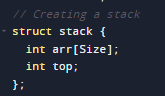 // Creating a stack
struct stack {
  int arr[Size];
  int top;
};